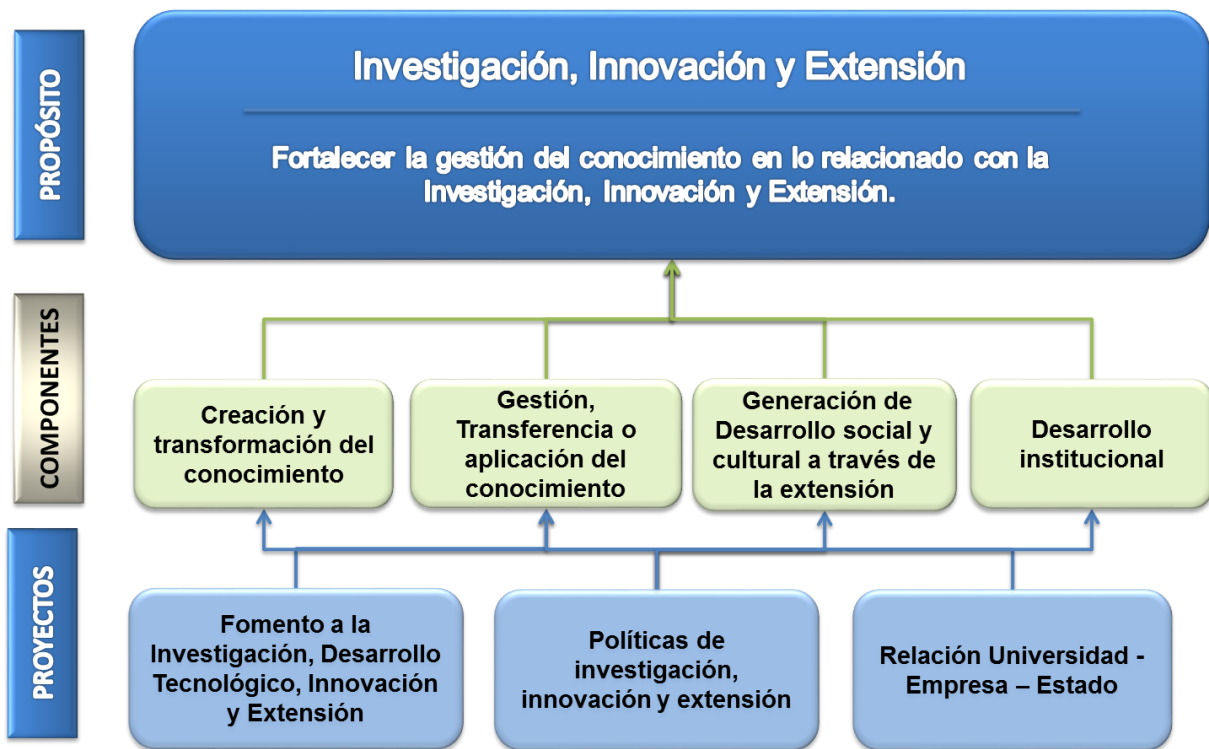 PROPÓSITO
Investigación, Innovación y Extensión
Fortalecer la gestión del conocimiento en lo relacionado con la
Investigación, Innovación y Extensión.
COMPONENTES
Creación y
transformación del
conocimiento
Gestión,
Transferencia o
aplicación del
conocimiento
Generación de
Desarrollo social y
cultural a través de
la extensión
Desarrollo
institucional
PROYECTOS
Fomento a la
Investigación, Desarrollo
Tecnológico, Innovación
y Extensión
Políticas de
investigación,
innovación y extensión
Relación Universidad -
Empresa – Estado